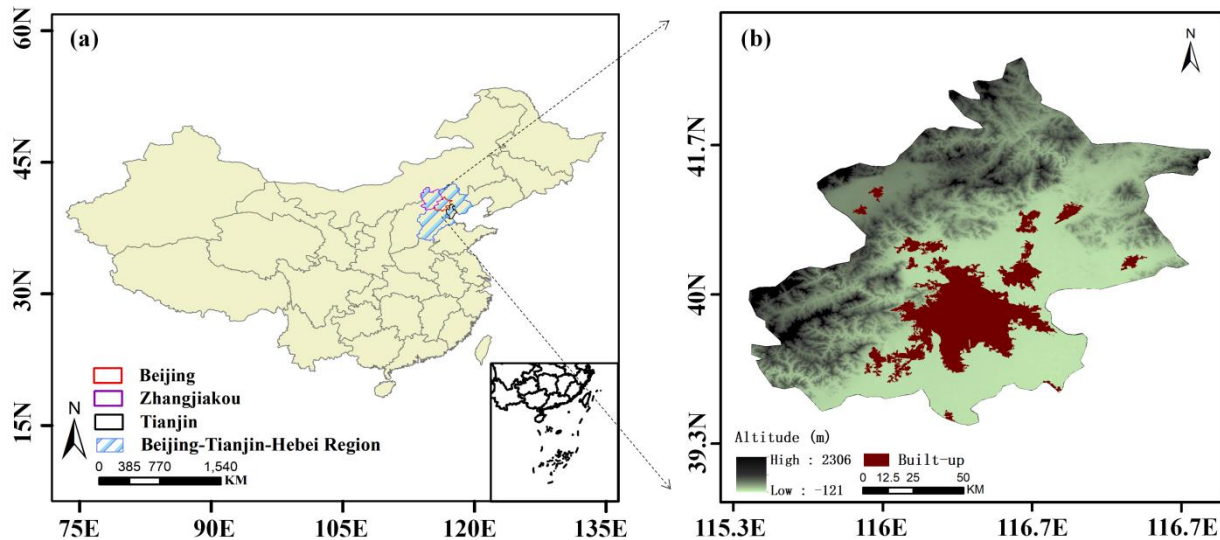 (a)
N
60N
45N
30N
15N
75E 90E 105E 120E 135E
Beijing
Zhangjiakou
Tianjin
Beijing-Tianjin-Hebei Region
N
0 385 770 1,540
KM
(b)
N
41.7N
40N
39.3N
115.3E 116E 116.7E 116.7E
Altitude (m)
High : 2306
Low : -121
Built-up
0 12.5 25 50
KM